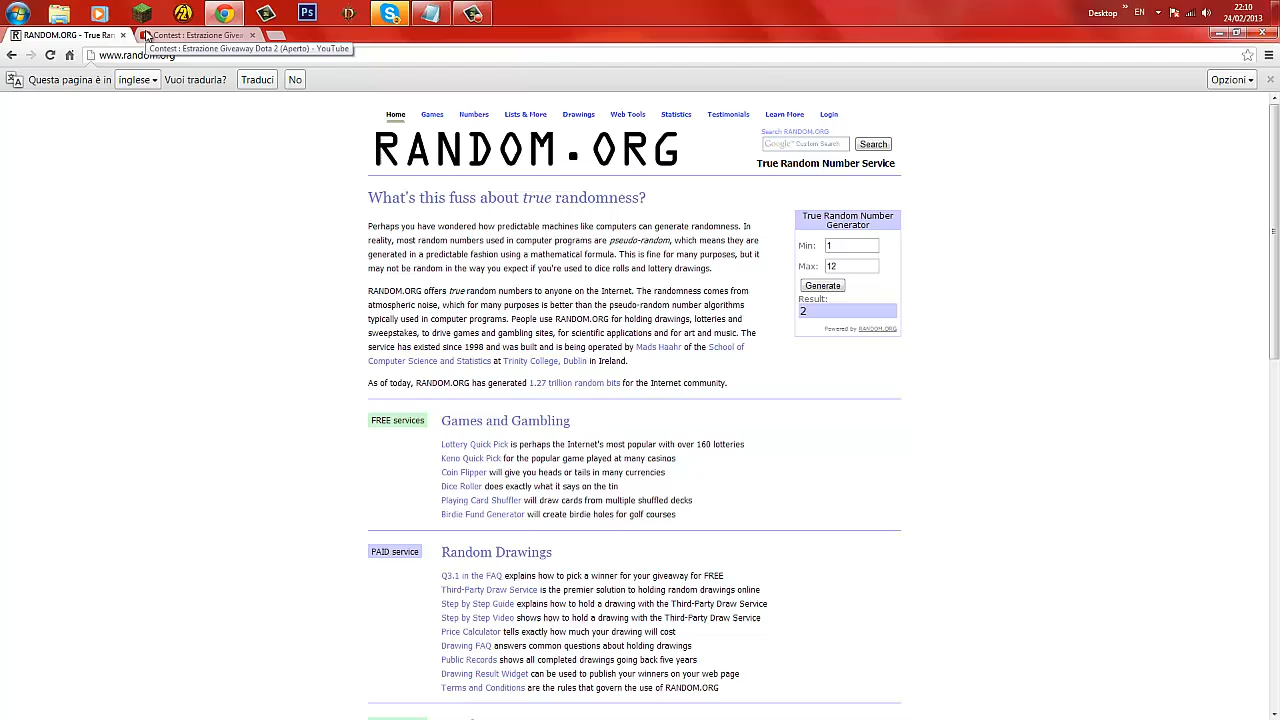 Desktop
EN
22:10
24/02/2013
RANDOM.ORG - True Ran
Contest : Estrazione Givea
Contest : Estrazione Giveaway Dota 2 (Aperto) - YouTube
www.random.org
Questa pagina è in inglese Vuoi tradurla? Traduci No Opzioni
Home Games Numbers Lists & More Drawings Web Tools Statistics Testimonials Learn More Login
RANDOM.ORG
Search RANDOM.ORG
Google™ Custom Search Search
True Random Number Service
What's this fuss about true randomness?
Perhaps you have wondered how predictable machines like computers can generate randomness. In
reality, most random numbers used in computer programs are pseudo-random, which means they are
generated in a predictable fashion using a mathematical formula. This is fine for many purposes, but it
may not be random in the way you expect if you're used to dice rolls and lottery drawings.
RANDOM.ORG offers true random numbers to anyone on the Internet. The randomness comes from
atmospheric noise, which for many purposes is better than the pseudo-random number algorithms
typically used in computer programs. People use RANDOM.ORG for holding drawings, lotteries and
sweepstakes, to drive games and gambling sites, for scientific applications and for art and music. The
service has existed since 1998 and was built and is being operated by Mads Haahr of the School of
Computer Science and Statistics at Trinity College, Dublin in Ireland.
As of today, RANDOM.ORG has generated 1.27 trillion random bits for the Internet community.
True Random Number
Generator
Min: 1
Max: 12
Generate
Result:
2
Powered by RANDOM.ORG
FREE services
Games and Gambling
Lottery Quick Pick is perhaps the Internet's most popular with over 160 lotteries
Keno Quick Pick for the popular game played at many casinos
Coin Flipper will give you heads or tails in many currencies
Dice Roller does exactly what it says on the tin
Playing Card Shuffler will draw cards from multiple shuffled decks
Birdie Fund Generator will create birdie holes for golf courses
PAID service
Random Drawings
Q3.1 in the FAQ explains how to pick a winner for your giveaway for FREE
Third-Party Draw Service is the premier solution to holding random drawings online
Step by Step Guide explains how to hold a drawing with the Third-Party Draw Service
Step by Step Video shows how to hold a drawing with the Third-Party Draw Service
Price Calculator tells exactly how much your drawing will cost
Drawing FAQ answers common questions about holding drawings
Public Records shows all completed drawings going back five years
Drawing Result Widget can be used to publish your winners on your web page
Terms and Conditions are the rules that govern the use of RANDOM.ORG